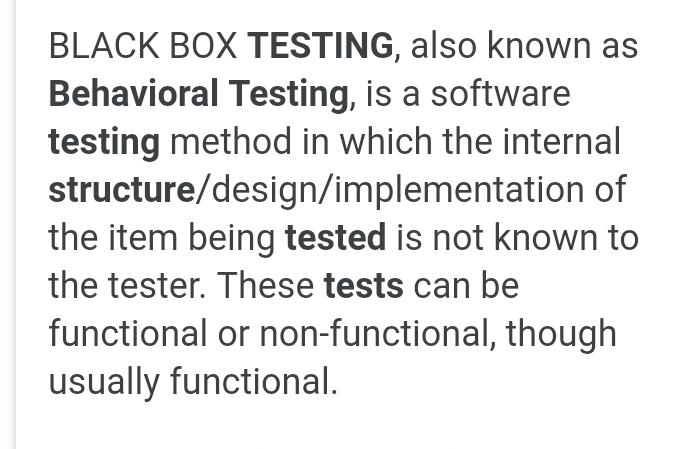 BLACK BOX TESTING, also known as
Behavioral Testing, is a software
testing method in which the internal
structure/design/implementation of
the item being tested is not known to
the tester. These tests can be
functional or non-functional, though
usually functional.